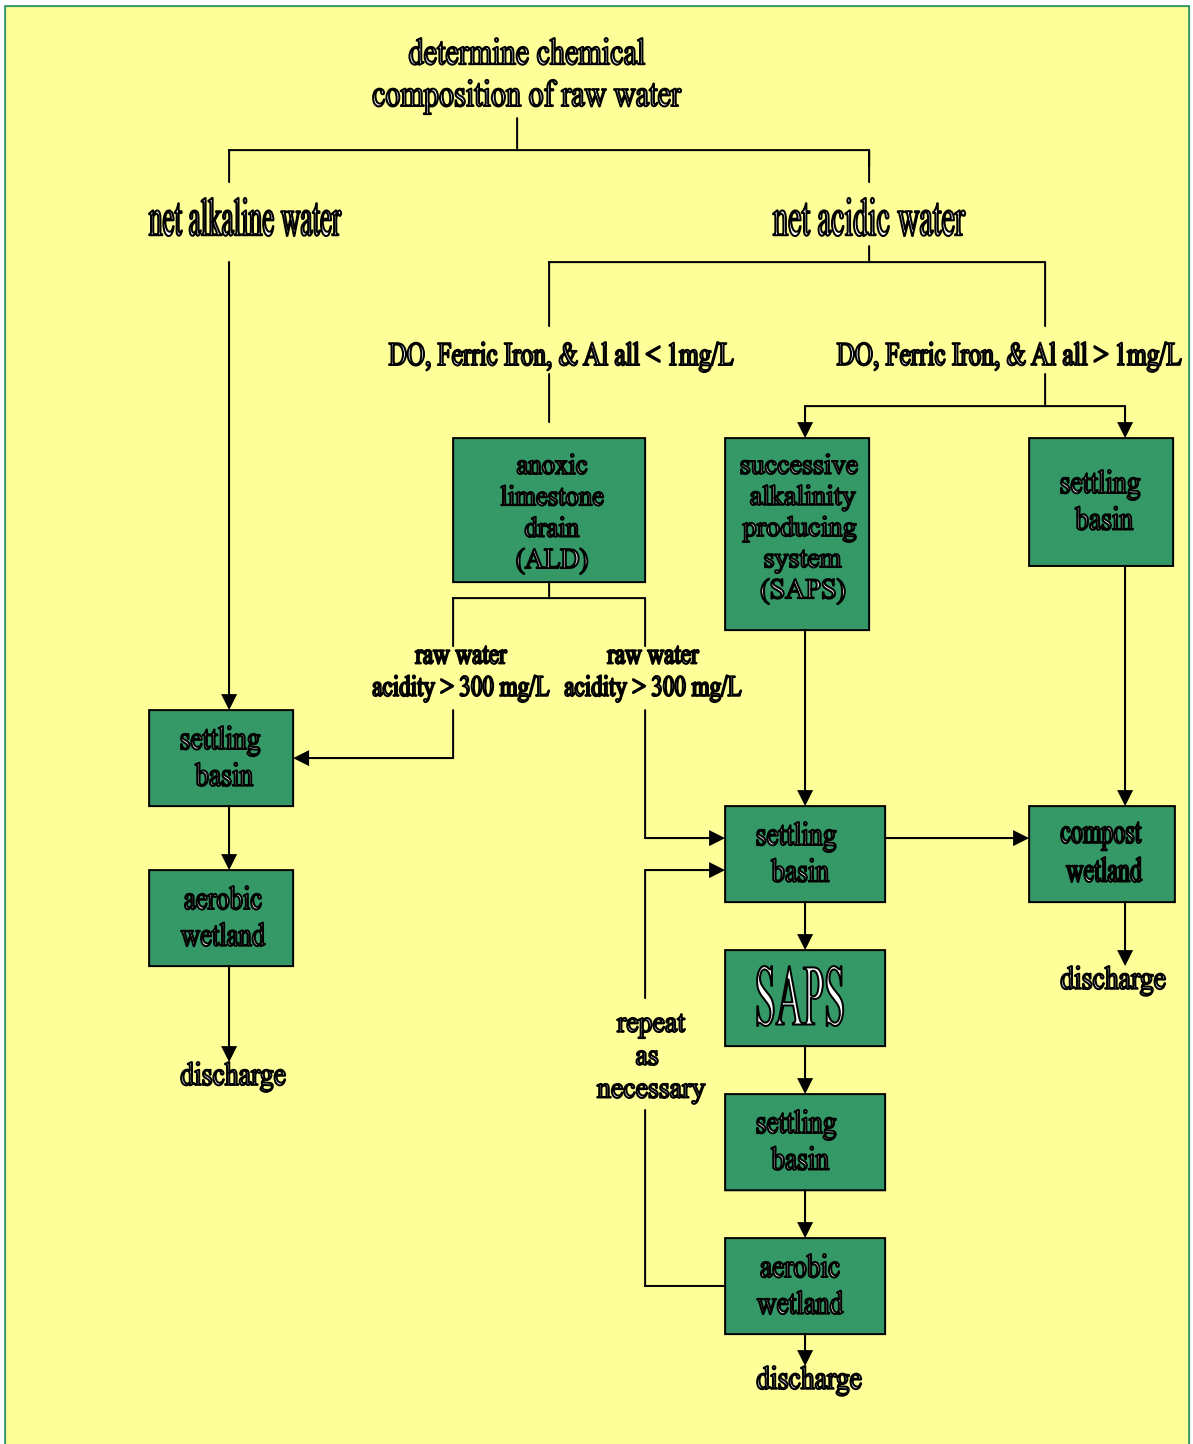 determine chemical
composition of raw water
net alkaline water
net acidic water
DO, Ferric Iron, & Al all < 1mg/L
DO, Ferric Iron, & Al all > 1mg/L
anoxic
limestone
drain
(ALD)
successive
alkalinity
producing
system
(SAPS)
settling
basin
raw water
acidity > 300 mg/L
raw water
acidity > 300 mg/L
settling
basin
settling
basin
compost
wetland
aerobic
wetland
discharge
SAPS
discharge
repeat
as
necessary
settling
basin
aerobic
wetland
discharge